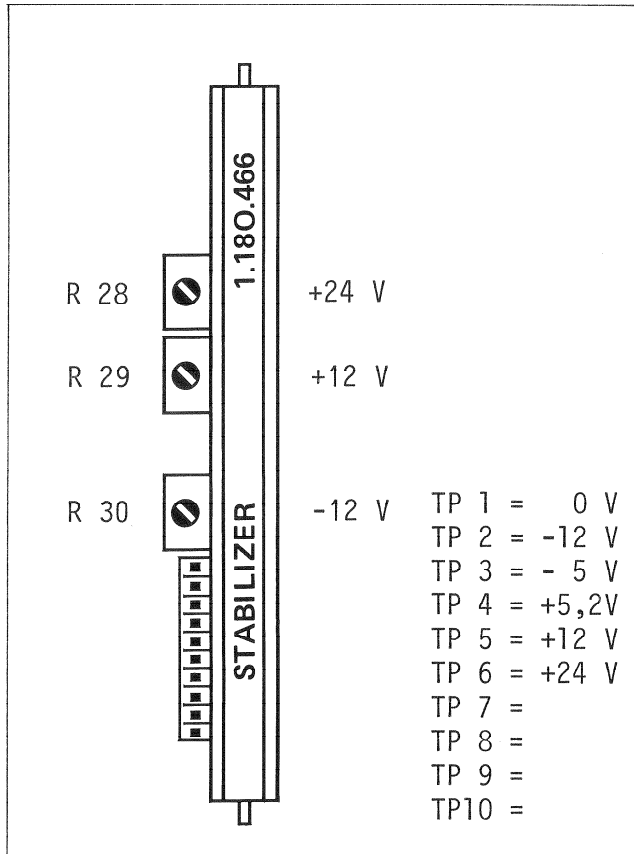 1.180.466
R 28 +24 V
R 29 +12 V
R 30 -12 V
STABILIZER
TP 1 = 0 V
TP 2 = -12 V
TP 3 = - 5 V
TP 4 = +5,2V
TP 5 = +12 V
TP 6 = +24 V
TP 7 =
TP 8 =
TP 9 =
TP10 =